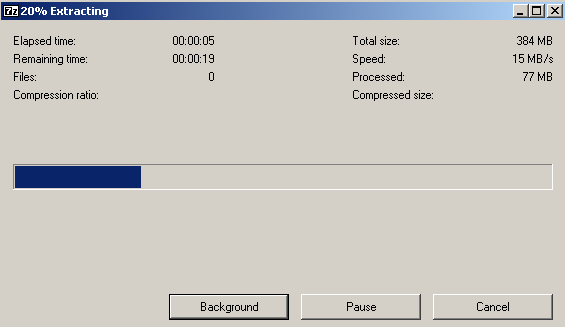 7z 20% Extracting
Elapsed time: 00:00:05 Total size: 384 MB
Remaining time: 00:00:19 Speed: 15 MB/s
Files: 0 Processed: 77 MB
Compression ratio: Compressed size:
Background Pause Cancel